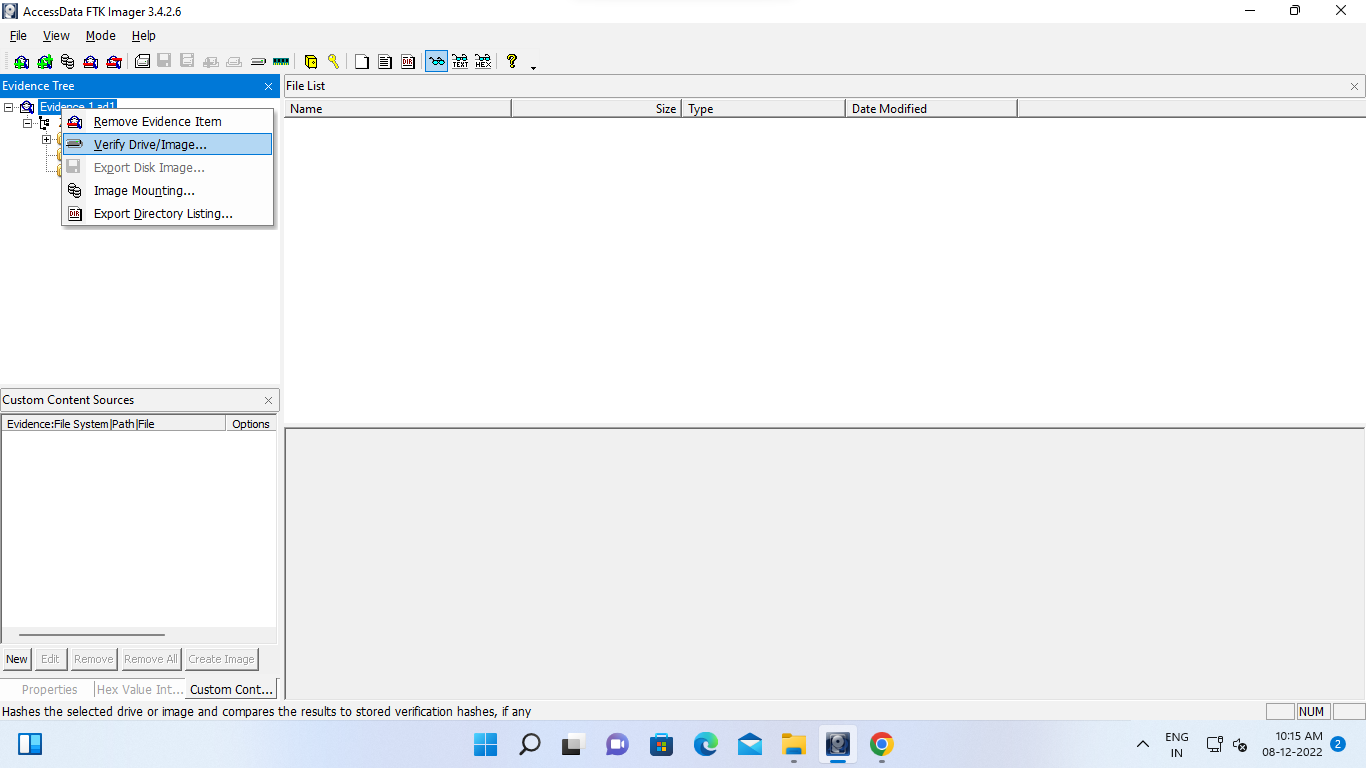 AccessData FTK Imager 3.4.2.6
File View Mode Help
TEXT HEX
Evidence Tree
File List
Evidence 1.ad1
Name Size Type Date Modified
Remove Evidence Item
Verify Drive/Image...
Export Disk Image...
Image Mounting...
DIR Export Directory Listing...
Custom Content Sources
Evidence:File System|Path|File Options
New Edit Remove Remove All Create Image
Properties Hex Value Int... Custom Cont...
Hashes the selected drive or image and compares the results to stored verification hashes, if any
NUM
ENG
IN
10:15 AM
08-12-2022
2